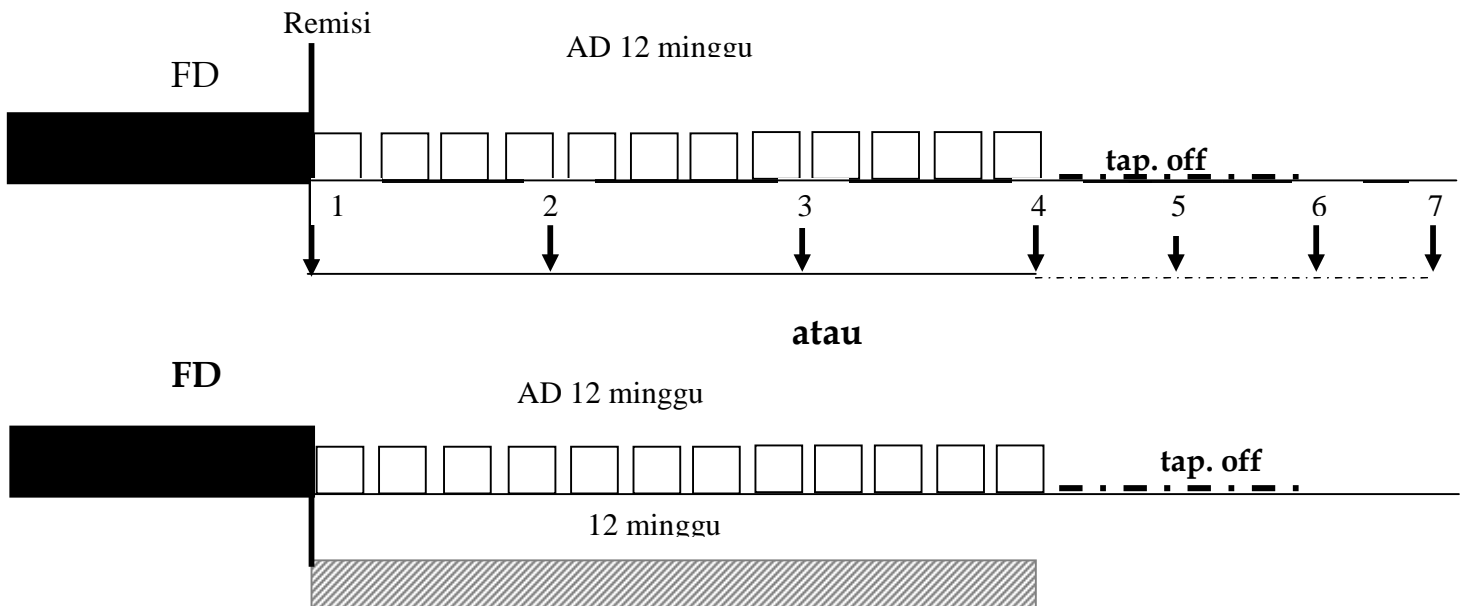 Remisi
AD 12 minggu
FD
tap. off
1 2 3 4 5 6 7
atau
FD
AD 12 minggu
tap. off
12 minggu